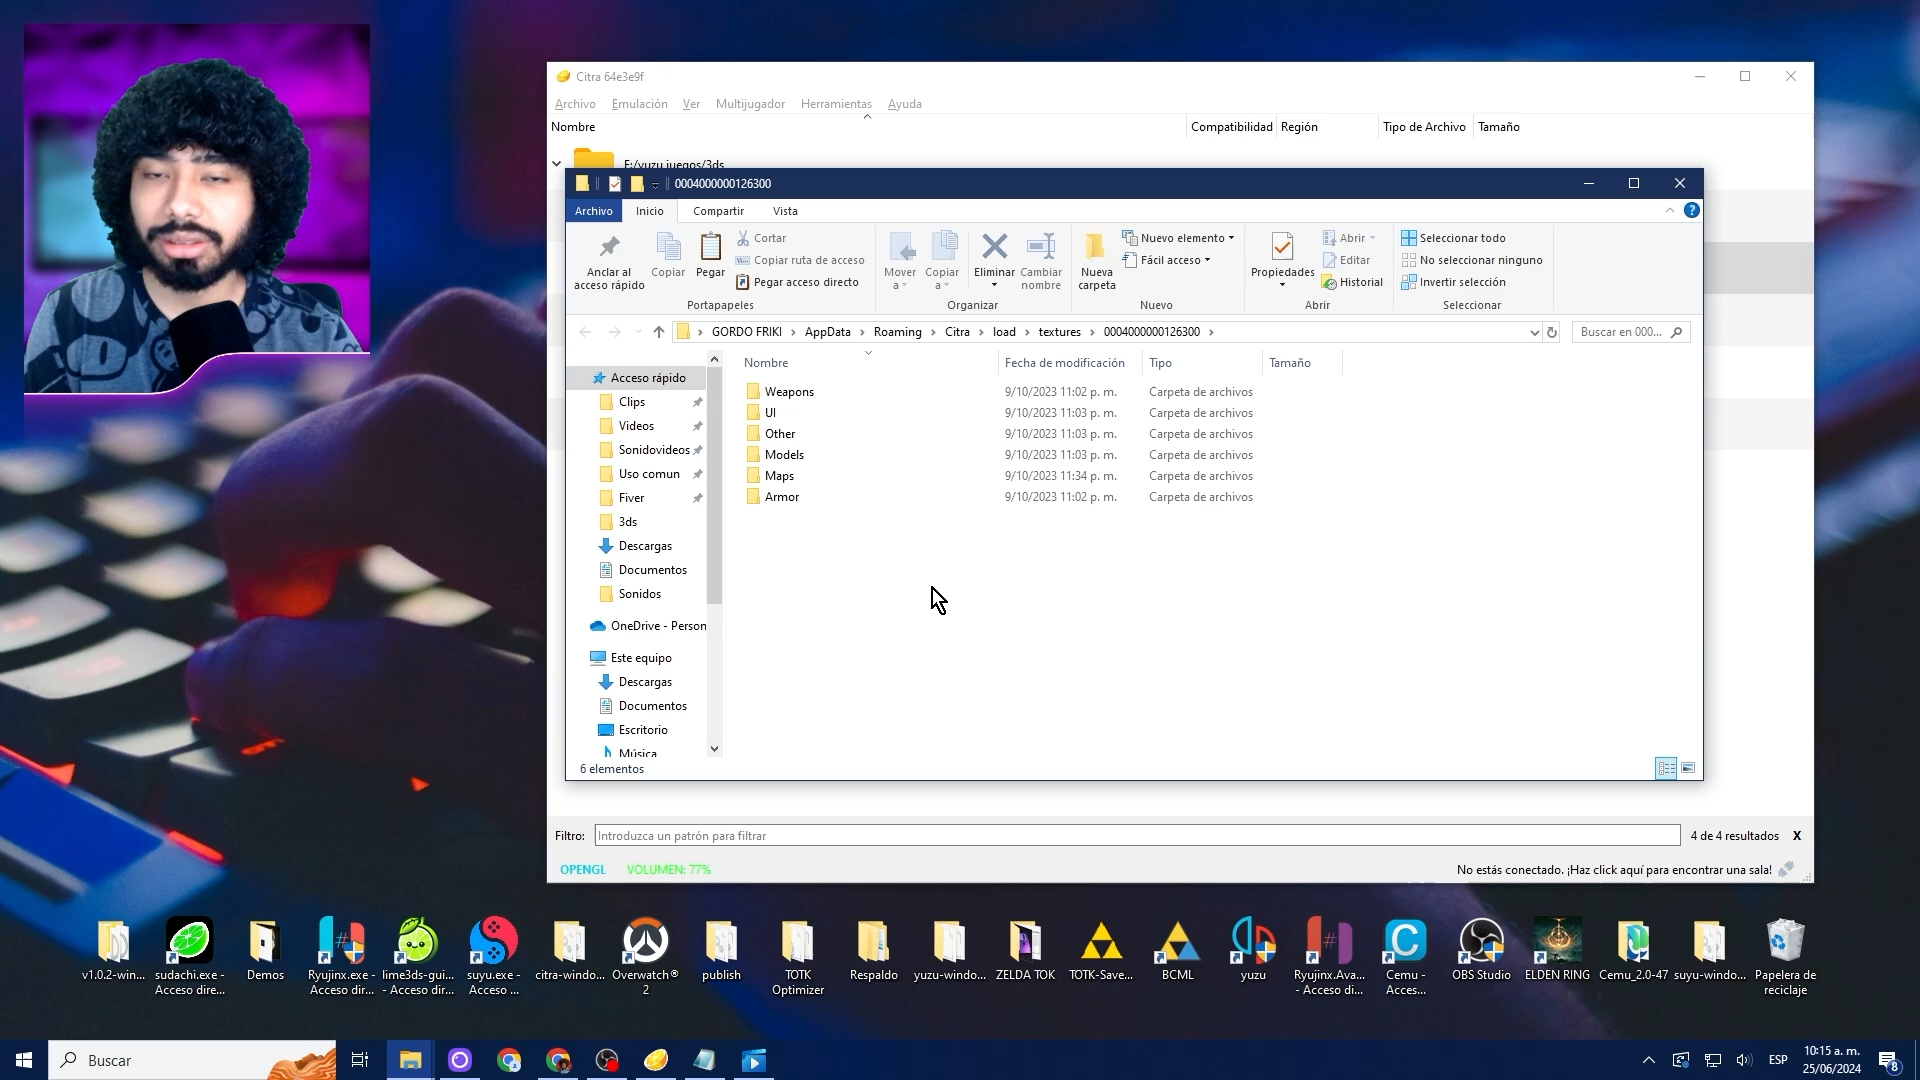 Citra 64e3e9f
Archivo Emulación Ver Multijugador Herramientas Ayuda
Nombre Compatibilidad Región Tipo de Archivo Tamaño
F:/yuzu juegos/3ds
0004000000126300
Archivo Inicio Compartir Vista
Anclar al acceso rápido
Copiar
Pegar
Cortar
Copiar ruta de acceso
Pegar acceso directo
Portapapeles
Mover a
Copiar a
Eliminar
Cambiar nombre
Organizar
Nueva carpeta
Nuevo elemento
Fácil acceso
Nuevo
Propiedades
Abrir
Editar
Historial
Abrir
Seleccionar todo
No seleccionar ninguno
Invertir selección
Seleccionar
GORDO FRIKI > AppData > Roaming > Citra > load > textures > 0004000000126300 >
Buscar en 000...
Acceso rápido
Clips
Videos
Sonidovideos
Uso comun
Fiver
3ds
Descargas
Documentos
Sonidos
OneDrive - Person
Este equipo
Descargas
Documentos
Escritorio
Música
Nombre Fecha de modificación Tipo Tamaño
Weapons 9/10/2023 11:02 p. m. Carpeta de archivos
UI 9/10/2023 11:03 p. m. Carpeta de archivos
Other 9/10/2023 11:03 p. m. Carpeta de archivos
Models 9/10/2023 11:03 p. m. Carpeta de archivos
Maps 9/10/2023 11:34 p. m. Carpeta de archivos
Armor 9/10/2023 11:02 p. m. Carpeta de archivos
6 elementos
Filtro: Introduzca un patrón para filtrar 4 de 4 resultados X
OPENGL VOLUMEN: 77% No estás conectado. ¡Haz click aquí para encontrar una sala!
v1.0.2-win...
sudachi.exe - Acceso dire...
Demos
Ryujinx.exe - Acceso dir...
lime3ds-gui... - Acceso dir...
suyu.exe - Acceso ...
citra-windo...
Overwatch® 2
publish
TOTK Optimizer
Respaldo
yuzu-windo...
ZELDA TOK
TOTK-Save...
BCML
yuzu
Ryujinx.Ava... - Acceso di...
Cemu - Acces...
OBS Studio
ELDEN RING
Cemu_2.0-47
suyu-windo...
Papelera de reciclaje
Buscar
ESP
10:15 a. m.
25/06/2024
8